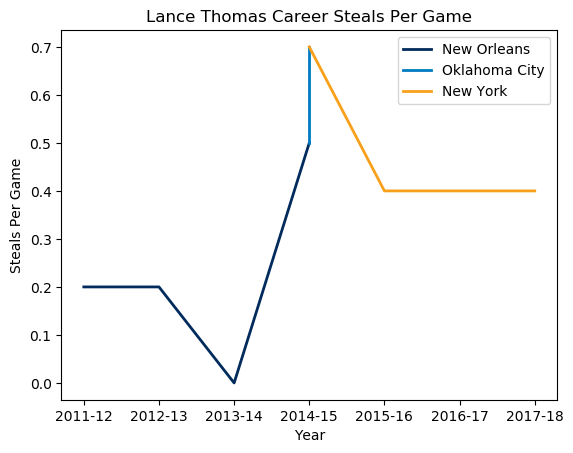 Lance Thomas Career Steals Per Game
New Orleans
Oklahoma City
New York
0.7
0.6
0.5
0.4
0.3
0.2
0.1
0.0
Steals Per Game
2011-12 2012-13 2013-14 2014-15 2015-16 2016-17 2017-18
Year